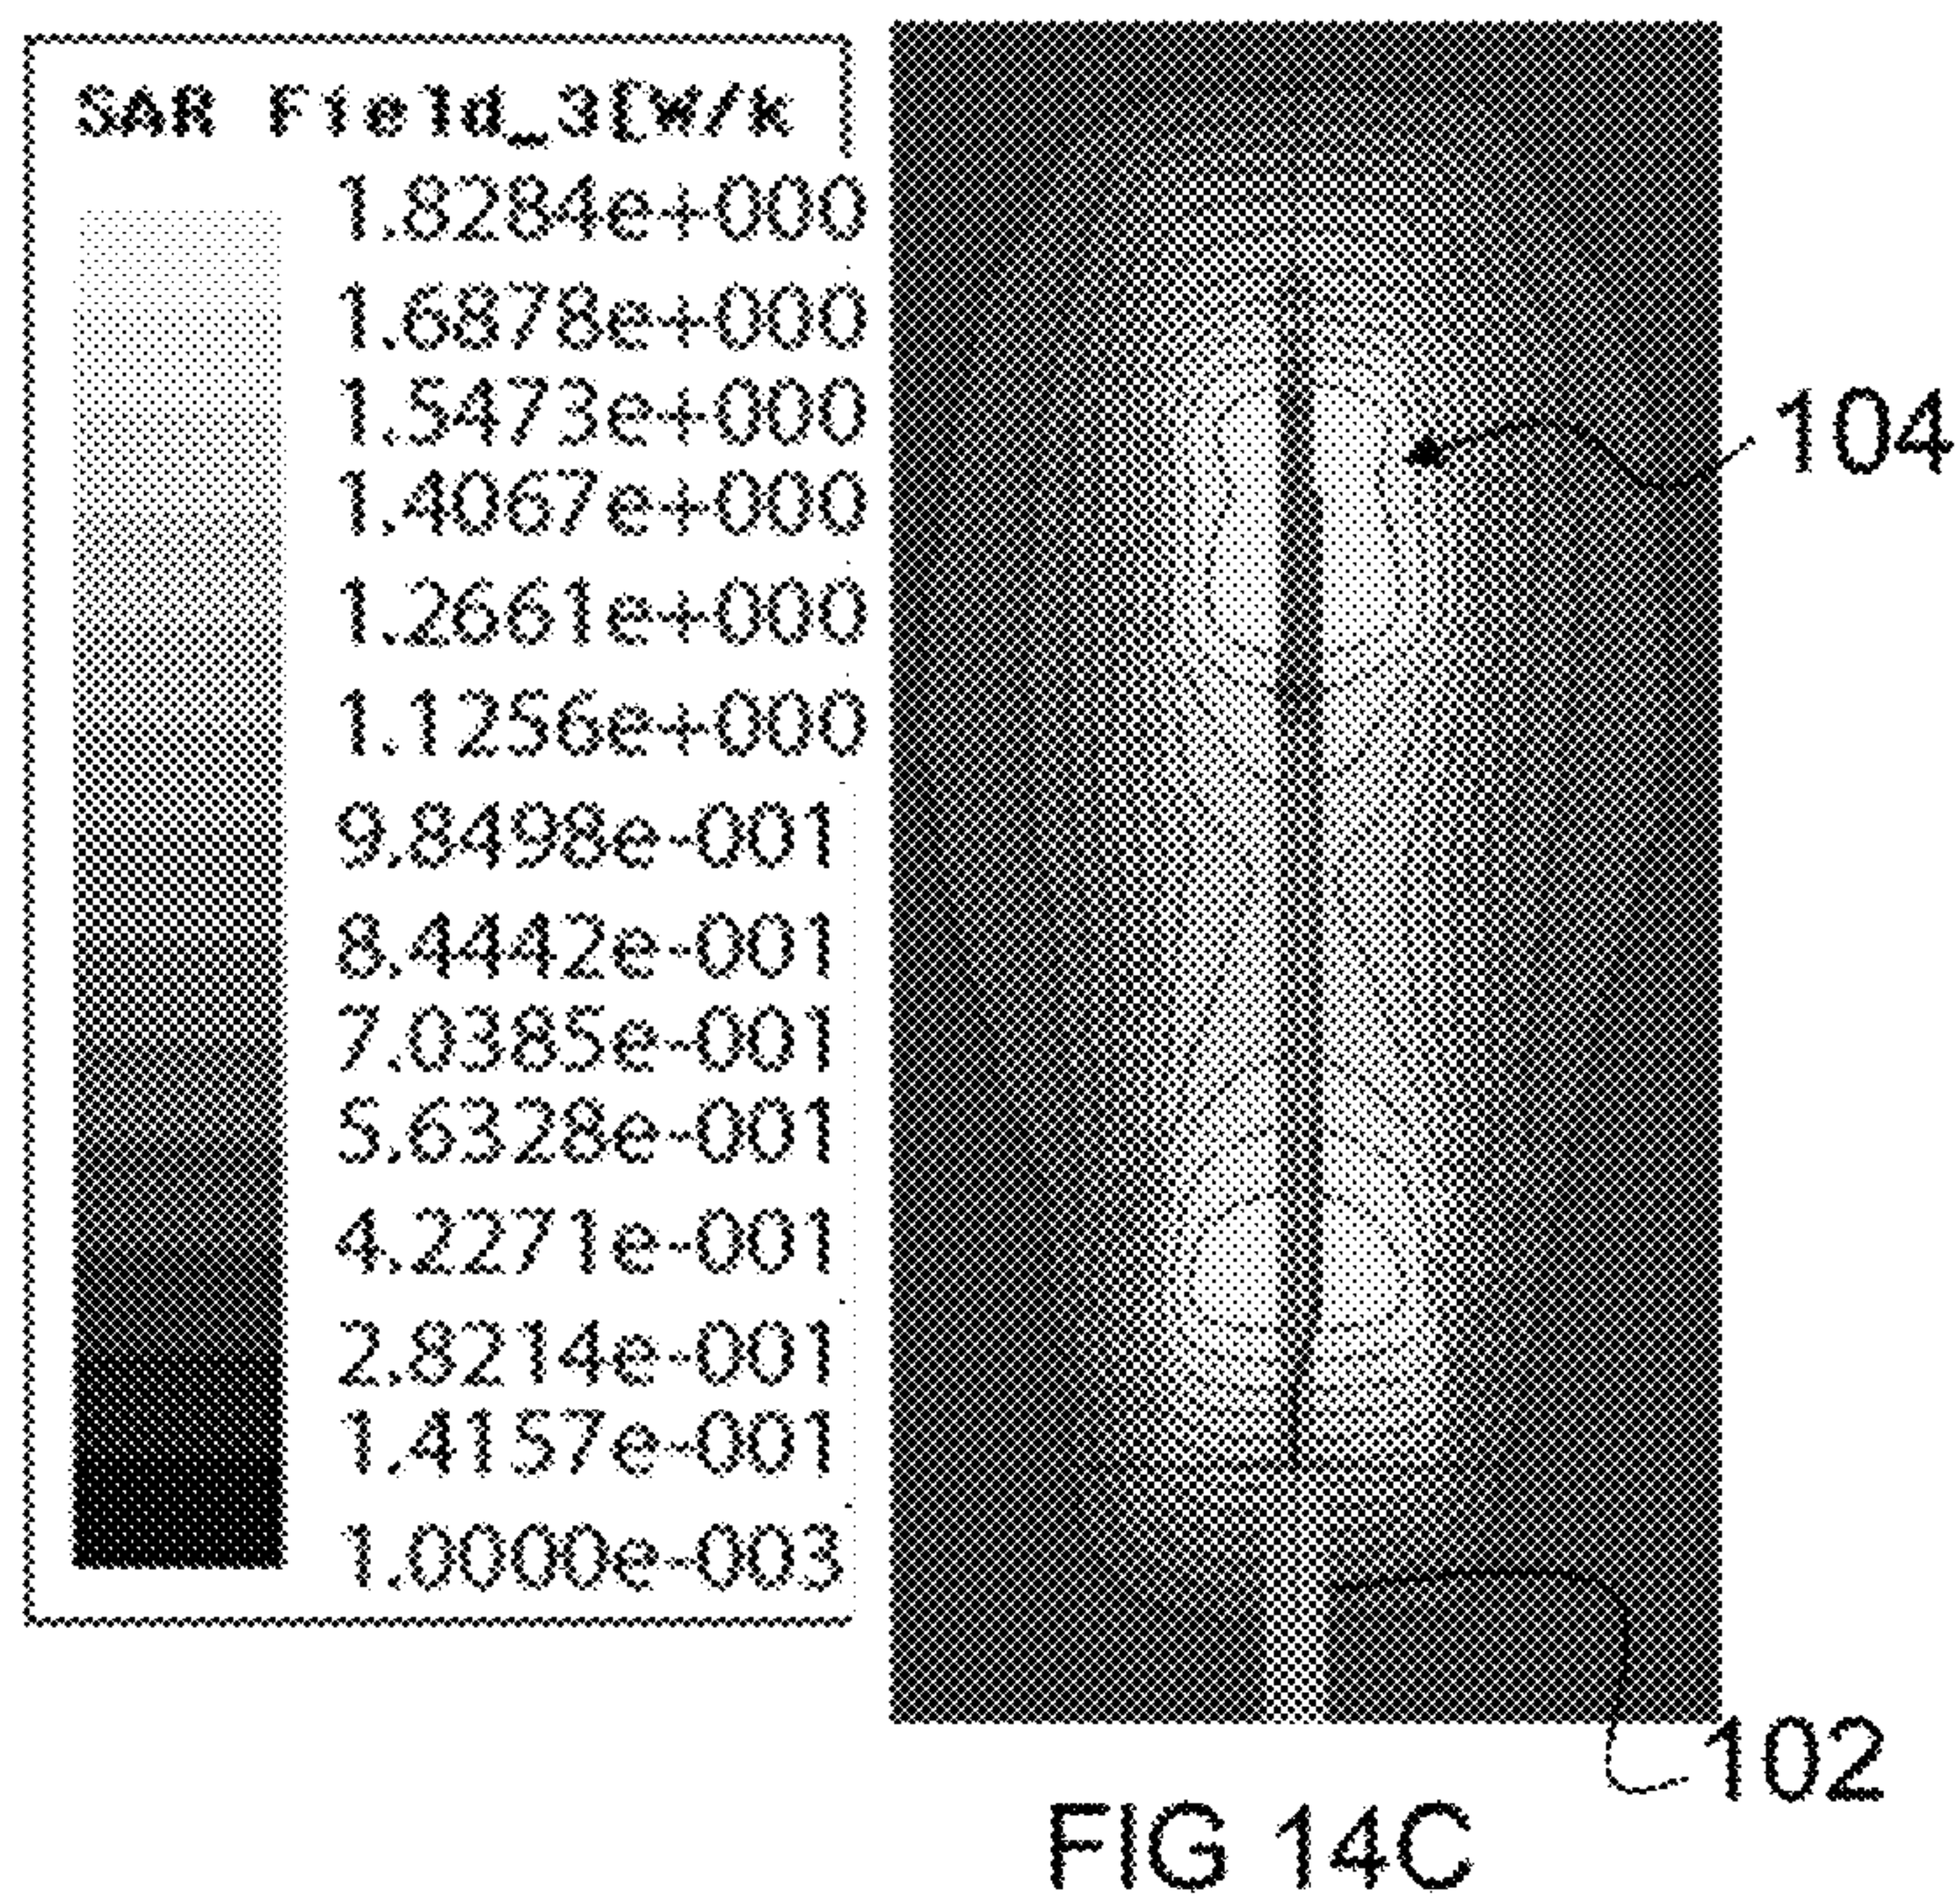 SAR Field_3[W/k
1.8284e+000
1.6878e+000
1.5473e+000
1.4067e+000
1.2661e+000
1.1256e+000
9.8498e-001
8.4442e-001
7.0385e-001
5.6328e-001
4.2271e-001
2.8214e-001
1.4157e-001
1.0000e-003
104
102
FIG 14C